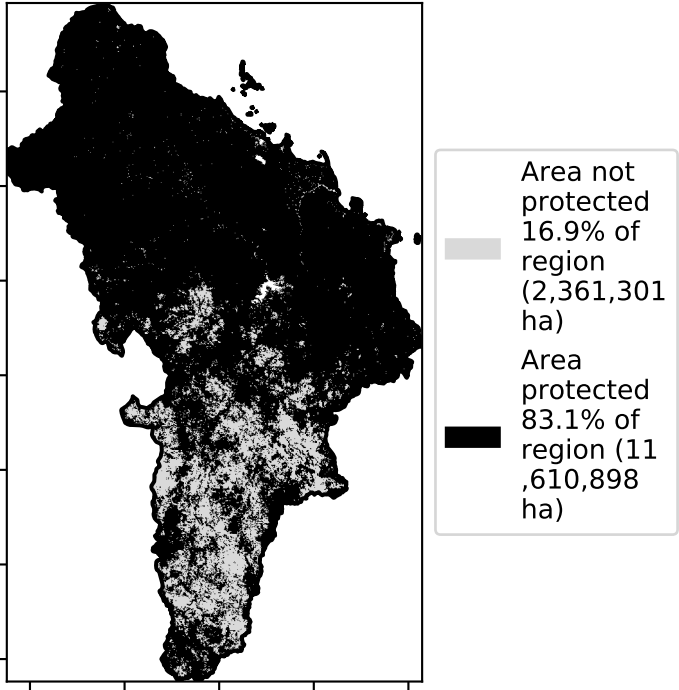 Area not
protected
16.9% of
region
(2,361,301
ha)
Area
protected
83.1% of
region (11
,610,898
ha)